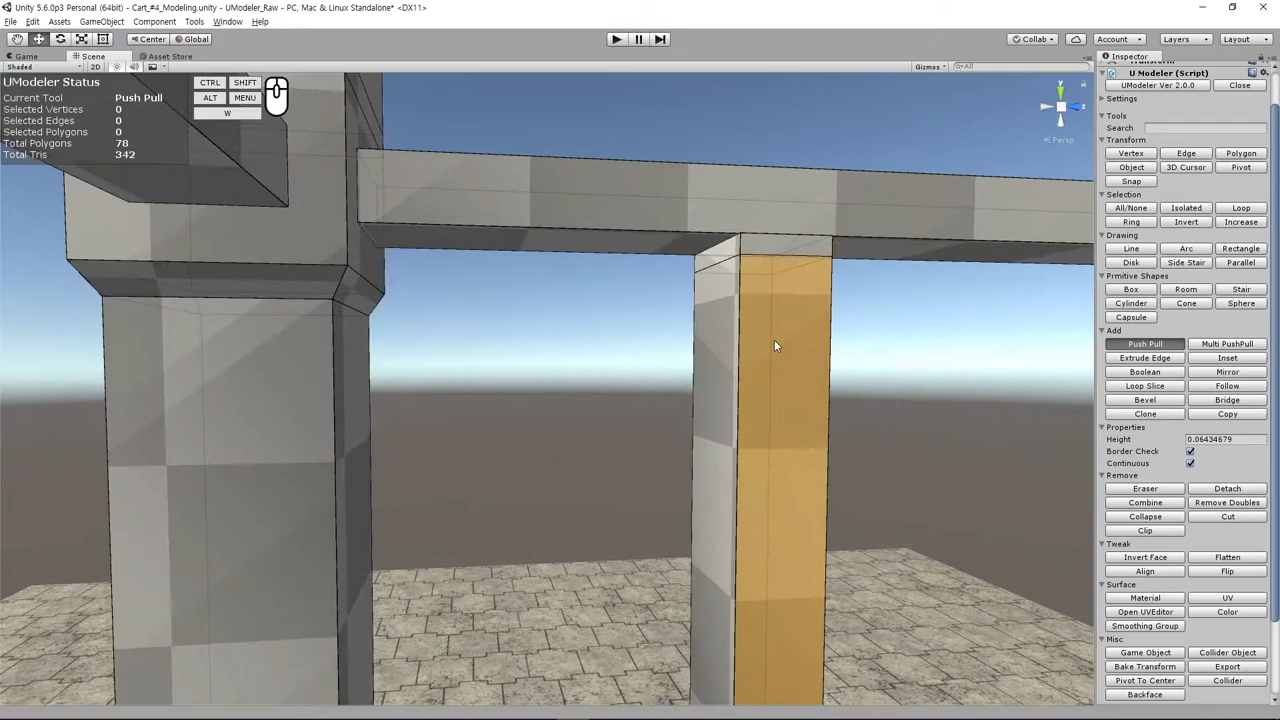 Unity 5.6.0p3 Personal (64bit) - Cart_#4_Modeling.unity - UModeler_Raw - PC, Mac & Linux Standalone* <DX11>
File Edit Assets GameObject Component Tools Window Help
Center Global Collab Account Layers Layout
Game Scene Asset Store Inspector
Shaded 2D Gizmos All
UModeler Status
Current Tool Push Pull
Selected Vertices 0
Selected Edges 0
Selected Polygons 0
Total Polygons 78
Total Tris 342
CTRL SHIFT
ALT MENU
W
y
z
Persp
Transform
U Modeler (Script)
UModeler Ver 2.0.0 Close
Settings
Tools
Search
Transform
Vertex Edge Polygon
Object 3D Cursor Pivot
Snap
Selection
All/None Isolated Loop
Ring Invert Increase
Drawing
Line Arc Rectangle
Disk Side Stair Parallel
Prmitive Shapes
Box Room Stair
Cylinder Cone Sphere
Capsule
Add
Push Pull Multi PushPull
Extrude Edge Inset
Boolean Mirror
Loop Slice Follow
Bevel Bridge
Clone Copy
Properties
Height 0.06434679
Border Check
Continuous
Remove
Eraser Detach
Combine Remove Doubles
Collapse Cut
Clip
Tweak
Invert Face Flatten
Align Flip
Surface
Material UV
Open UVEditor Color
Smoothing Group
Misc
Game Object Collider Object
Bake Transform Export
Pivot To Center Collider
Backface